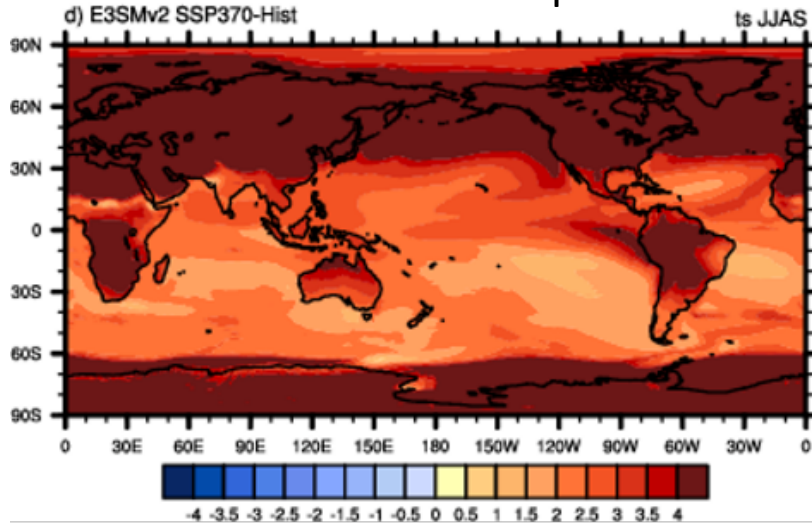 d) E3SMv2 SSP370-Hist
ts JJAS
90N
60N
30N
0
30S
60S
90S
0 30E 60E 90E 120E 150E 180 150W 120W 90W 60W 30W 0
-4 -3.5 -3 -2.5 -2 -1.5 -1 -0.5 0 0.5 1 1.5 2 2.5 3 3.5 4